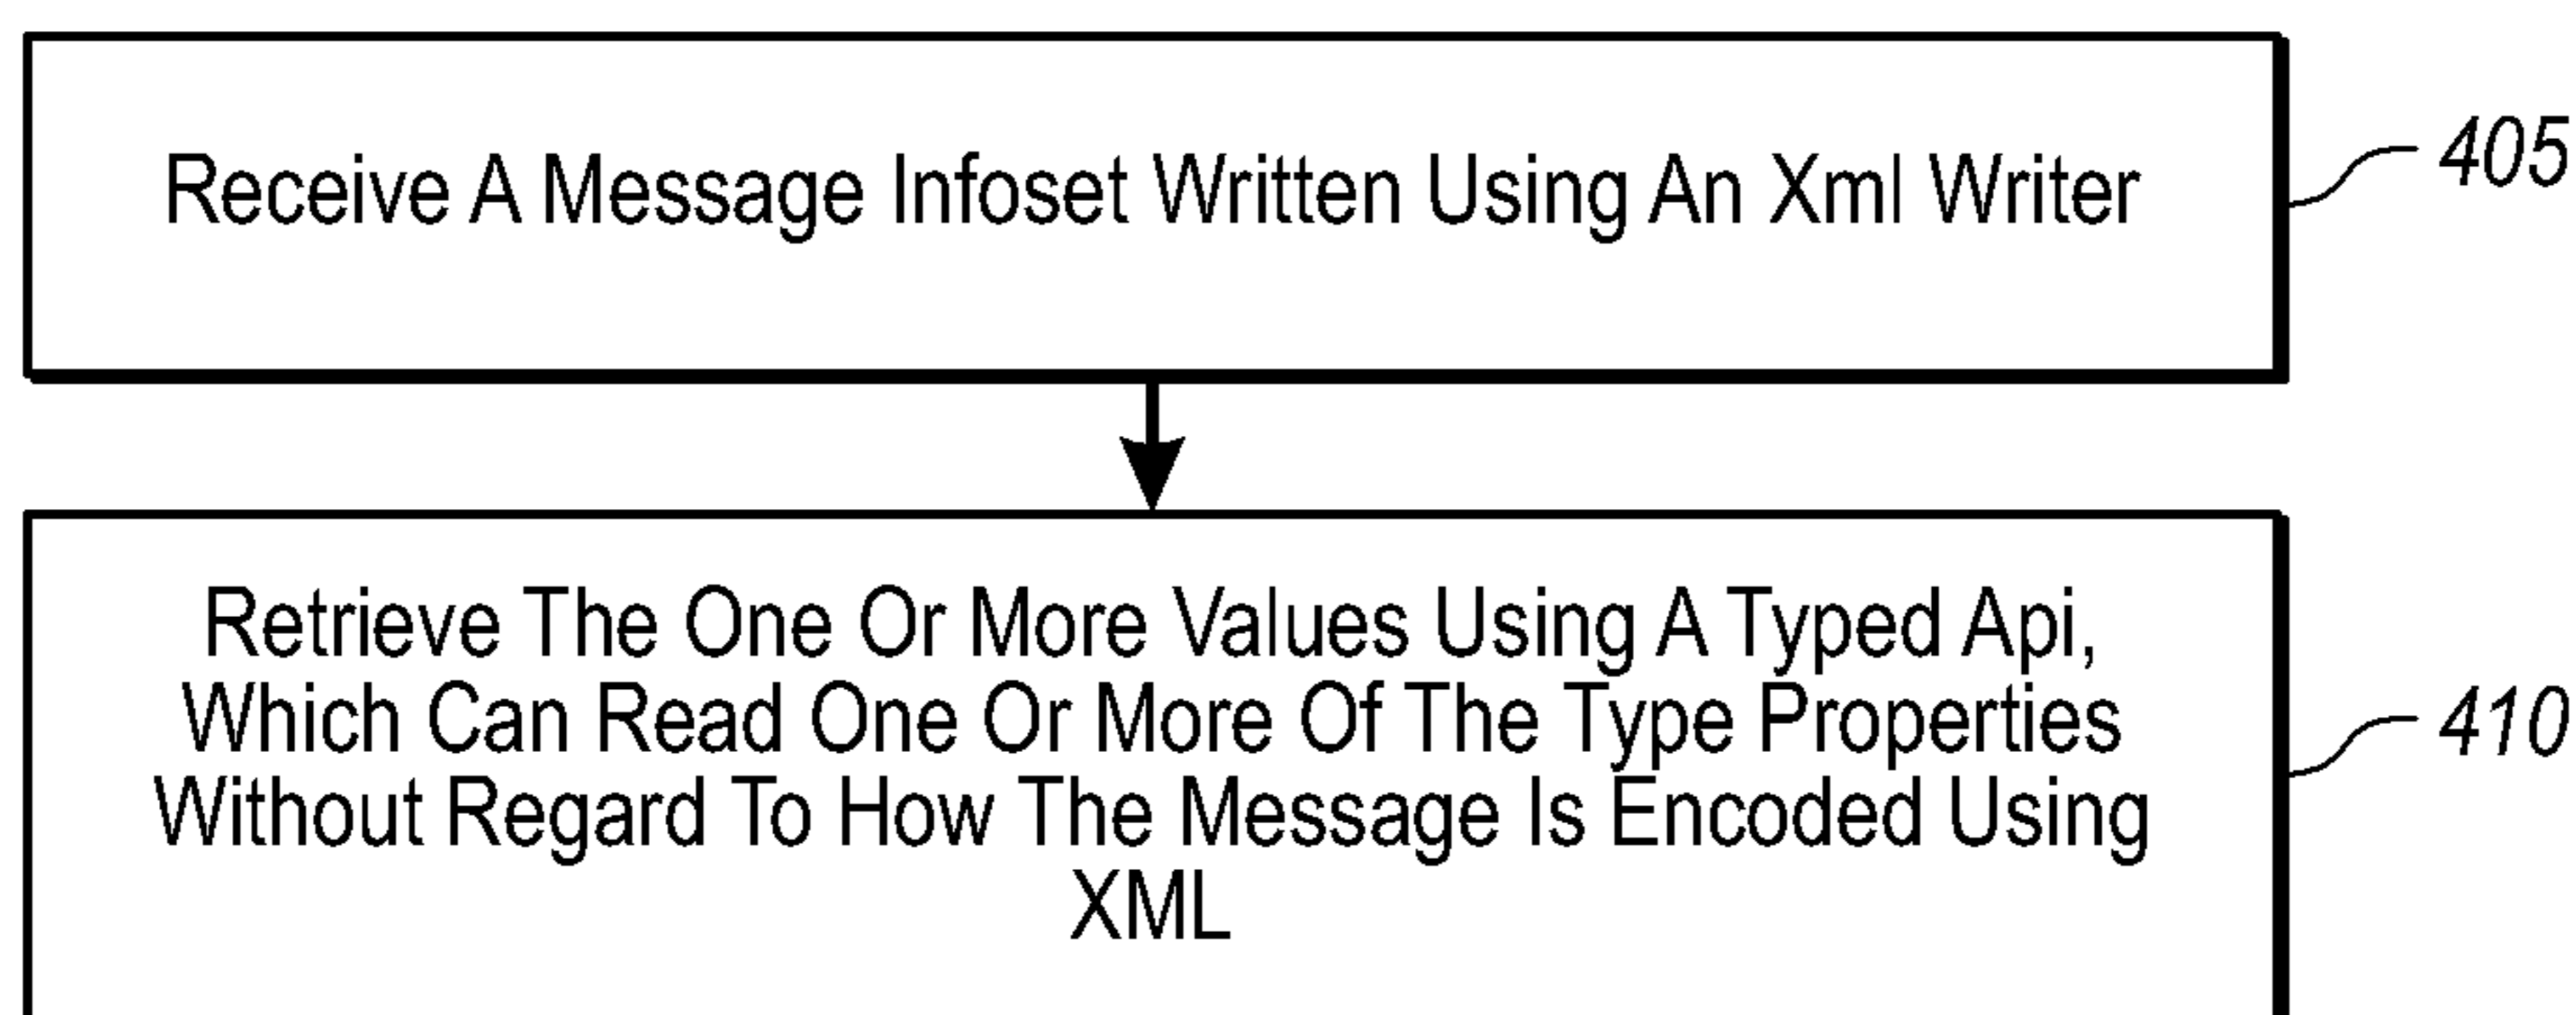 Receive A Message Infoset Written Using An Xml Writer
405
Retrieve The One Or More Values Using A Typed Api,
Which Can Read One Or More Of The Type Properties
Without Regard To How The Message Is Encoded Using
XML
410